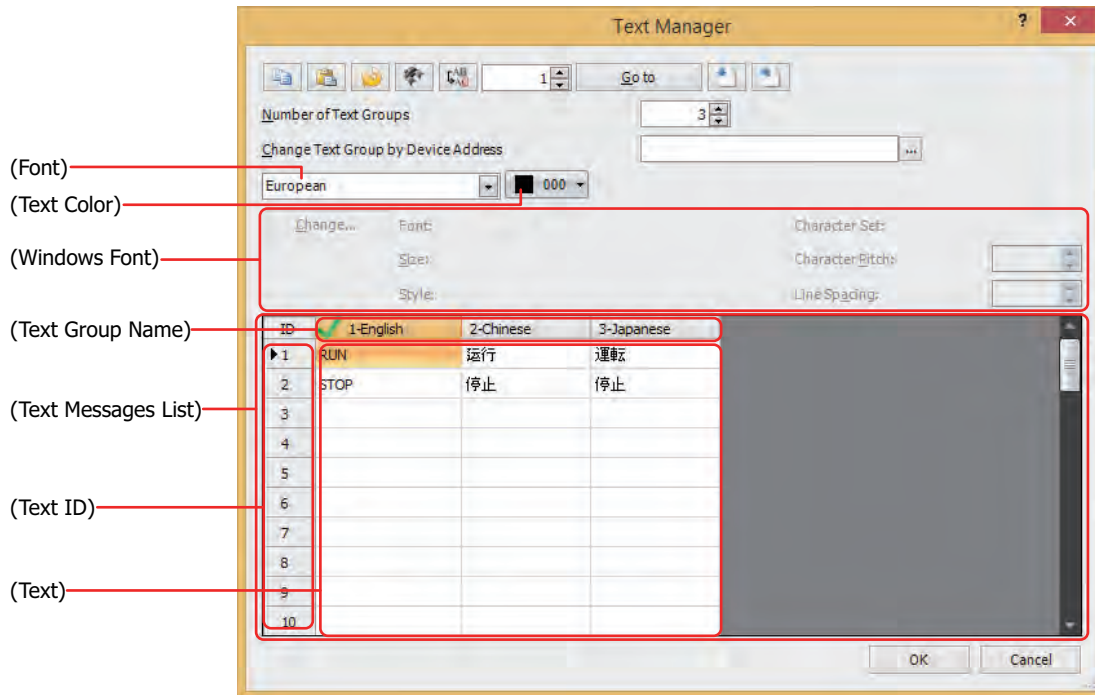 Text Manager
?
×
1
Go to
Number of Text Groups
3
Change Text Group by Device Address
...
(Font)
European
000
(Text Color)
Change...
Font:
Character Set:
(Windows Font)
Size:
Character Pitch:
Style:
Line Spacing:
(Text Group Name)
ID 1-English 2-Chinese 3-Japanese
1 RUN 运行 運転
2 STOP 停止 停止
3
(Text Messages List)
4
5
(Text ID)
6
7
8
(Text)
9
10
OK
Cancel